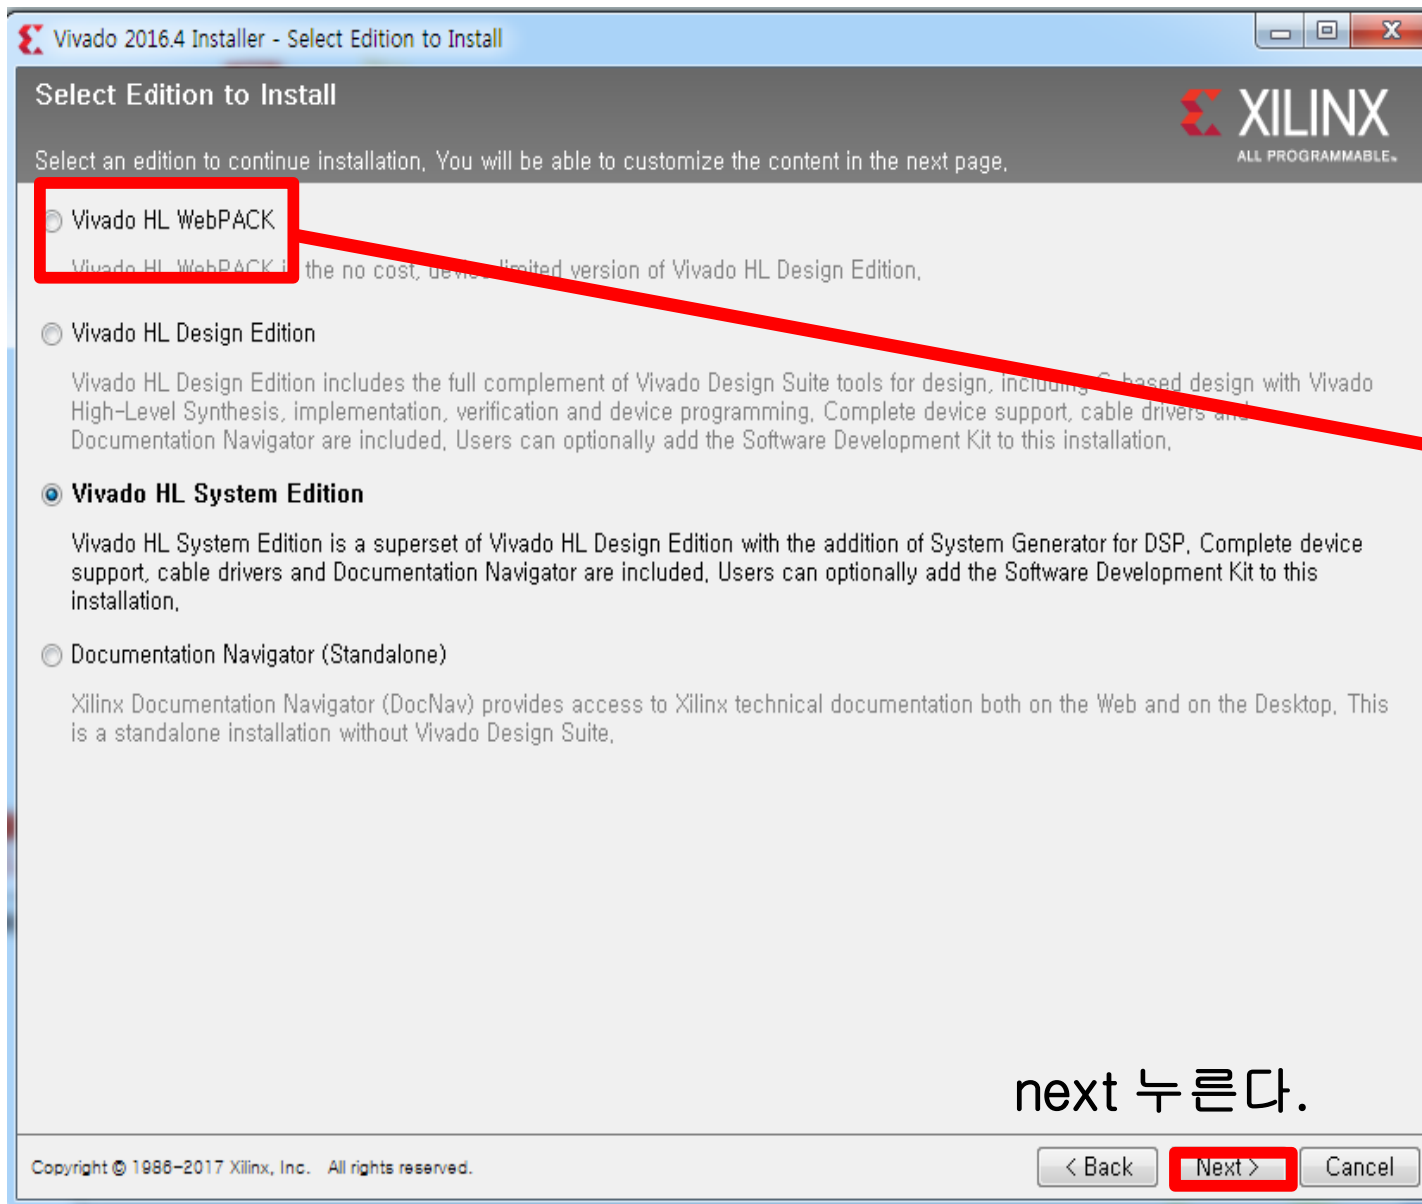 Vivado 2016.4 Installer - Select Edition to Install
Select Edition to Install
XILINX
ALL PROGRAMMABLE.
Select an edition to continue installation. You will be able to customize the content in the next page.
Vivado HL WebPACK
Vivado HL WebPACK is the no cost, device limited version of Vivado HL Design Edition.
Vivado HL Design Edition
Vivado HL Design Edition includes the full complement of Vivado Design Suite tools for design, including C-based design with Vivado
High-Level Synthesis, implementation, verification and device programming. Complete device support, cable drivers and
Documentation Navigator are included. Users can optionally add the Software Development Kit to this installation.
Vivado HL System Edition
Vivado HL System Edition is a superset of Vivado HL Design Edition with the addition of System Generator for DSP. Complete device
support, cable drivers and Documentation Navigator are included. Users can optionally add the Software Development Kit to this
installation.
Documentation Navigator (Standalone)
Xilinx Documentation Navigator (DocNav) provides access to Xilinx technical documentation both on the Web and on the Desktop. This
is a standalone installation without Vivado Design Suite.
next 누른다.
Copyright © 1986-2017 Xilinx, Inc. All rights reserved.
< Back
Next >
Cancel